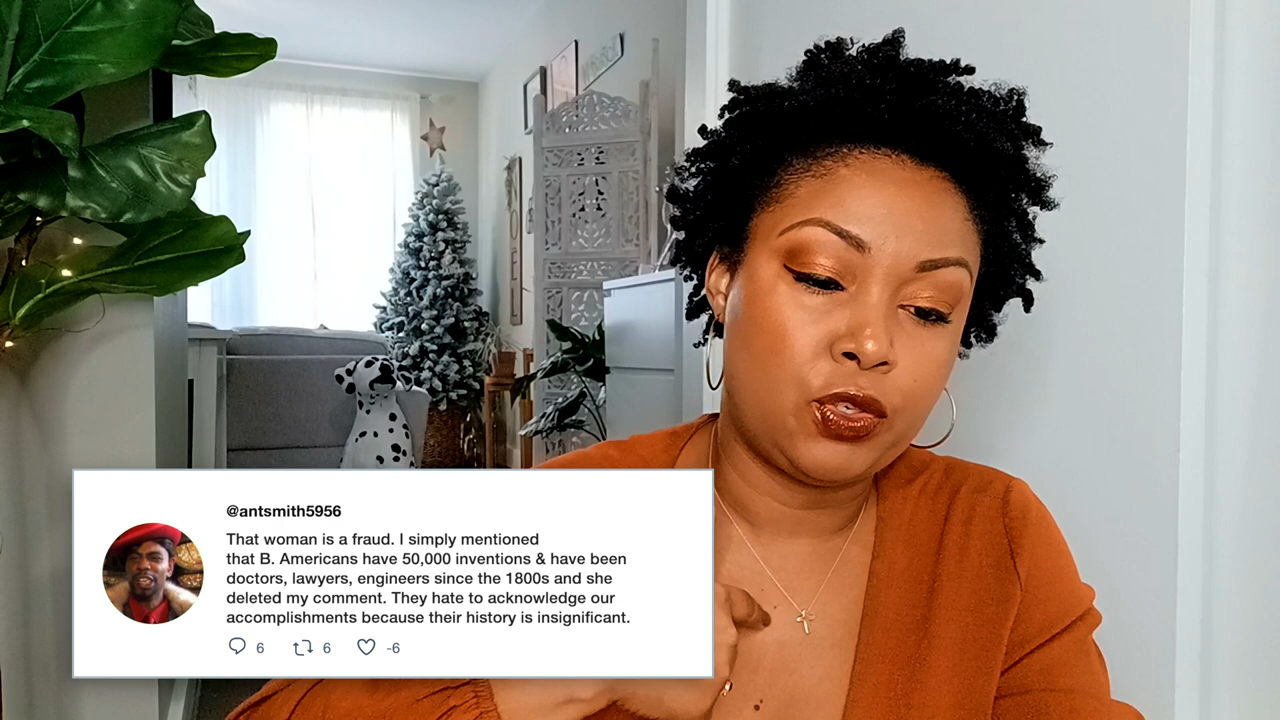 @antsmith5956
That woman is a fraud. I simply mentioned
that B. Americans have 50,000 inventions & have been
doctors, lawyers, engineers since the 1800s and she
deleted my comment. They hate to acknowledge our
accomplishments because their history is insignificant.
6 6 -6